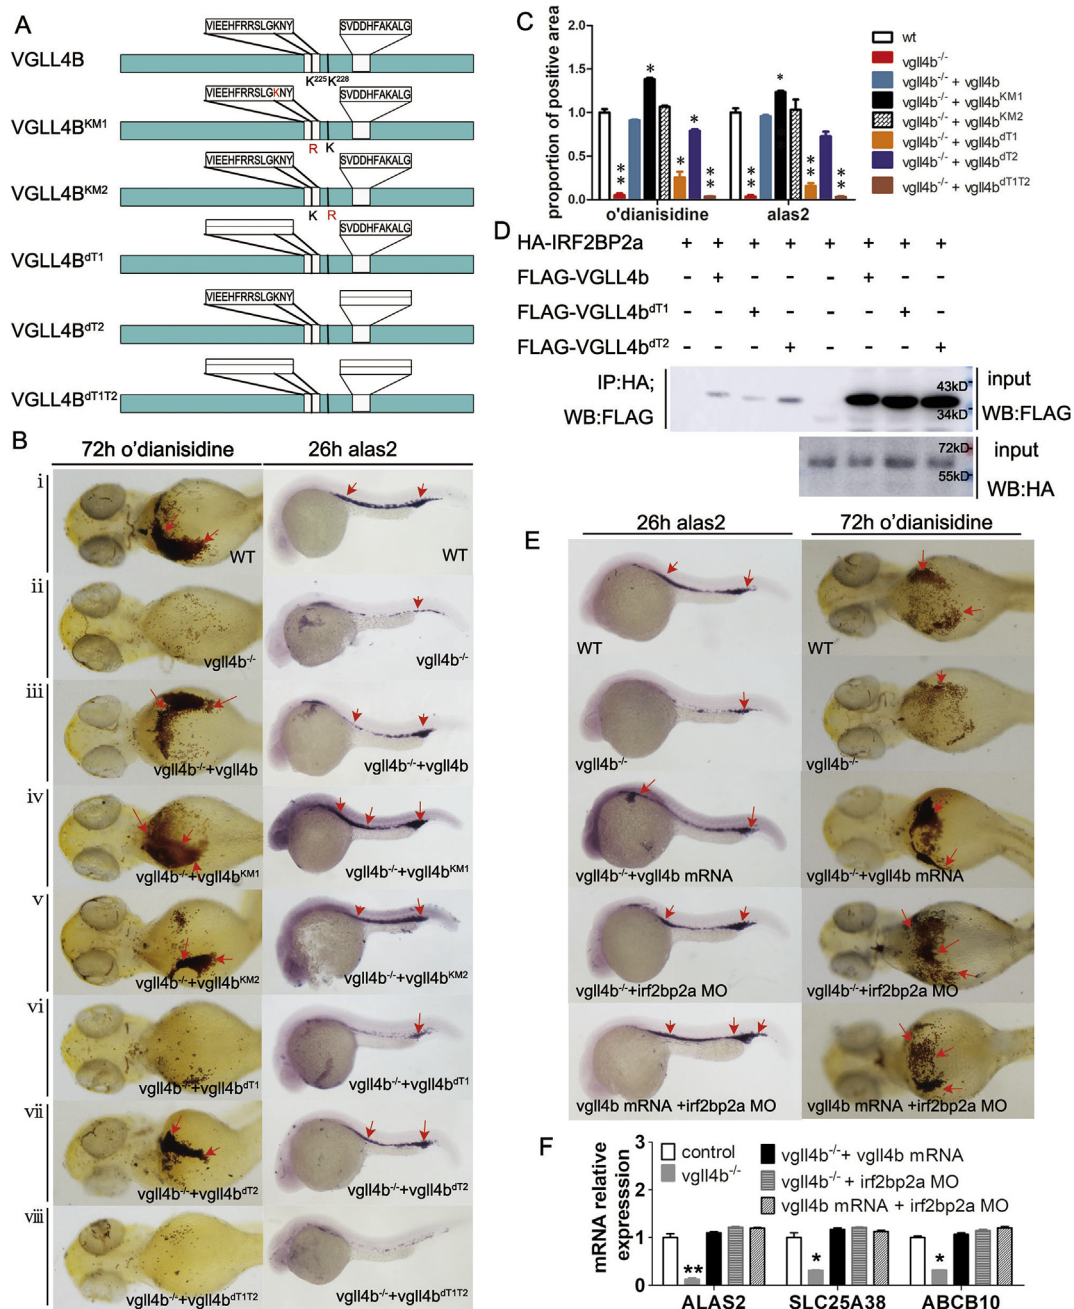 A
VGLL4B
VIEEHFRRSLGKNY
SVDDHFAKALG
K225 K228
VGLL4BKM1
VIEEHFRRSLGKNY
R K
VGLL4BKM2
VIEEHFRRSLGKNY
SVDDHFAKALG
K R
VGLL4BdT1
SVDDHFAKALG
VGLL4BdT2
VIEEHFRRSLGKNY
VGLL4BdT1T2
B
72h o'dianisidine
26h alas2
i
WT
WT
ii
vgll4b-/-
vgll4b-/-
iii
vgll4b-/-+vgll4b
vgll4b-/-+vgll4b
iv
vgll4b-/-+vgll4bKM1
vgll4b-/-+vgll4bKM1
v
vgll4b-/-+vgll4bKM2
vgll4b-/-+vgll4bKM2
vi
vgll4b-/-+vgll4bdT1
vgll4b-/-+vgll4bdT1
vii
vgll4b-/-+vgll4bdT2
vgll4b-/-+vgll4bdT2
viii
vgll4b-/-+vgll4bdT1T2
vgll4b-/-+vgll4bdT1T2
C
proportion of positive area
1.5
1.0
0.5
0.0
* *
*
* *
*
* *
* *
*
* *
* *
o'dianisidine
alas2
wt
vgll4b-/-
vgll4b-/- + vgll4b
vgll4b-/- + vgll4bKM1
vgll4b-/- + vgll4bKM2
vgll4b-/- + vgll4bdT1
vgll4b-/- + vgll4bdT2
vgll4b-/- + vgll4bdT1T2
D
HA-IRF2BP2a + + + + + + + +
FLAG-VGLL4b - + - - - + - -
FLAG-VGLL4bdT1 - - + - - - + -
FLAG-VGLL4bdT2 - - - + - - - +
IP:HA;
WB:FLAG
43kD
34kD
input
WB:FLAG
72kD
55kD
input
WB:HA
E
26h alas2
72h o'dianisidine
WT
WT
vgll4b-/-
vgll4b-/-
vgll4b-/-+vgll4b mRNA
vgll4b-/-+vgll4b mRNA
vgll4b-/-+irf2bp2a MO
vgll4b-/-+irf2bp2a MO
vgll4b mRNA +irf2bp2a MO
vgll4b mRNA +irf2bp2a MO
F
mRNA relative
expresssion
3
2
1
0
control
vgll4b-/-
vgll4b-/-+ vgll4b mRNA
vgll4b-/- + irf2bp2a MO
vgll4b mRNA + irf2bp2a MO
**
*
*
ALAS2
SLC25A38
ABCB10